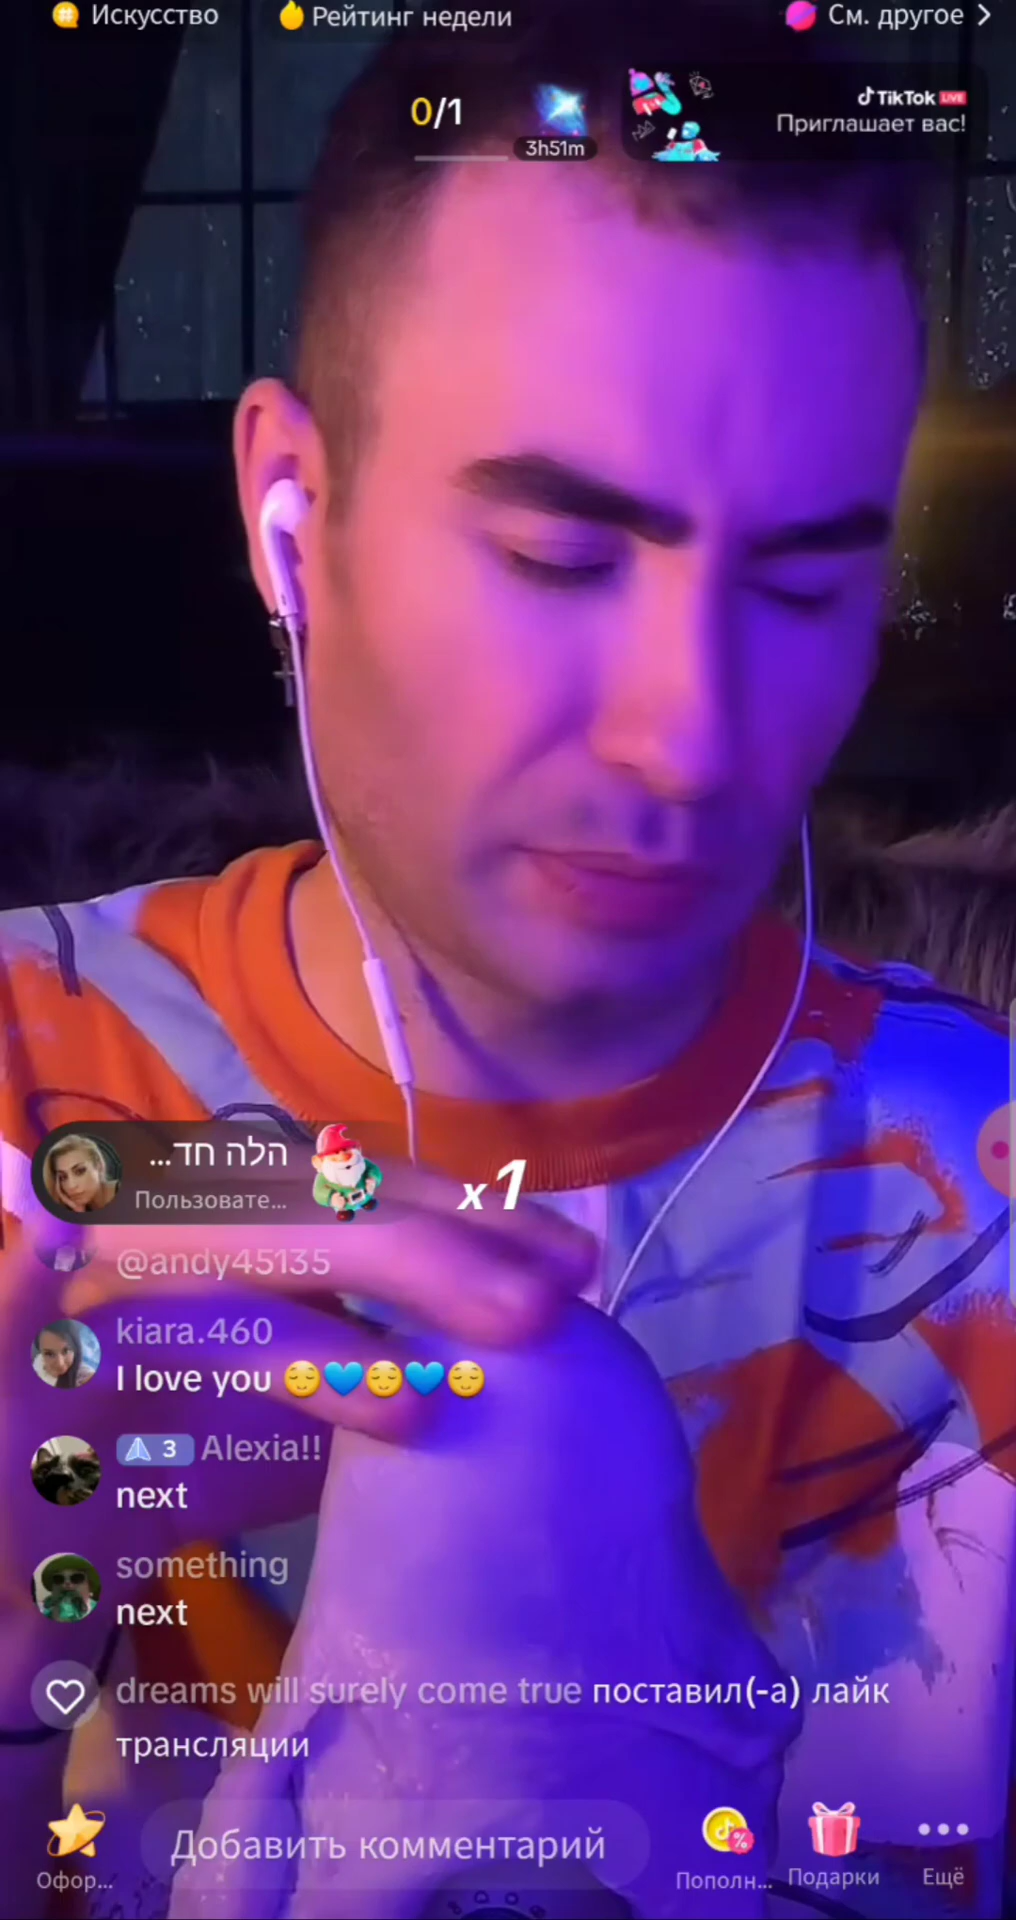 Искусство
Рейтинг недели
См. другое
0/1
3h51m
TikTok LIVE
Приглашает вас!
הלה חד...
Пользовате...
x1
@andy45135
kiara.460
I love you 😌💙😌💙😌
3 Alexia!!
next
something
next
dreams will surely come true поставил(-а) лайк
трансляции
Добавить комментарий
Офор...
Пополн...
Подарки
Ещё